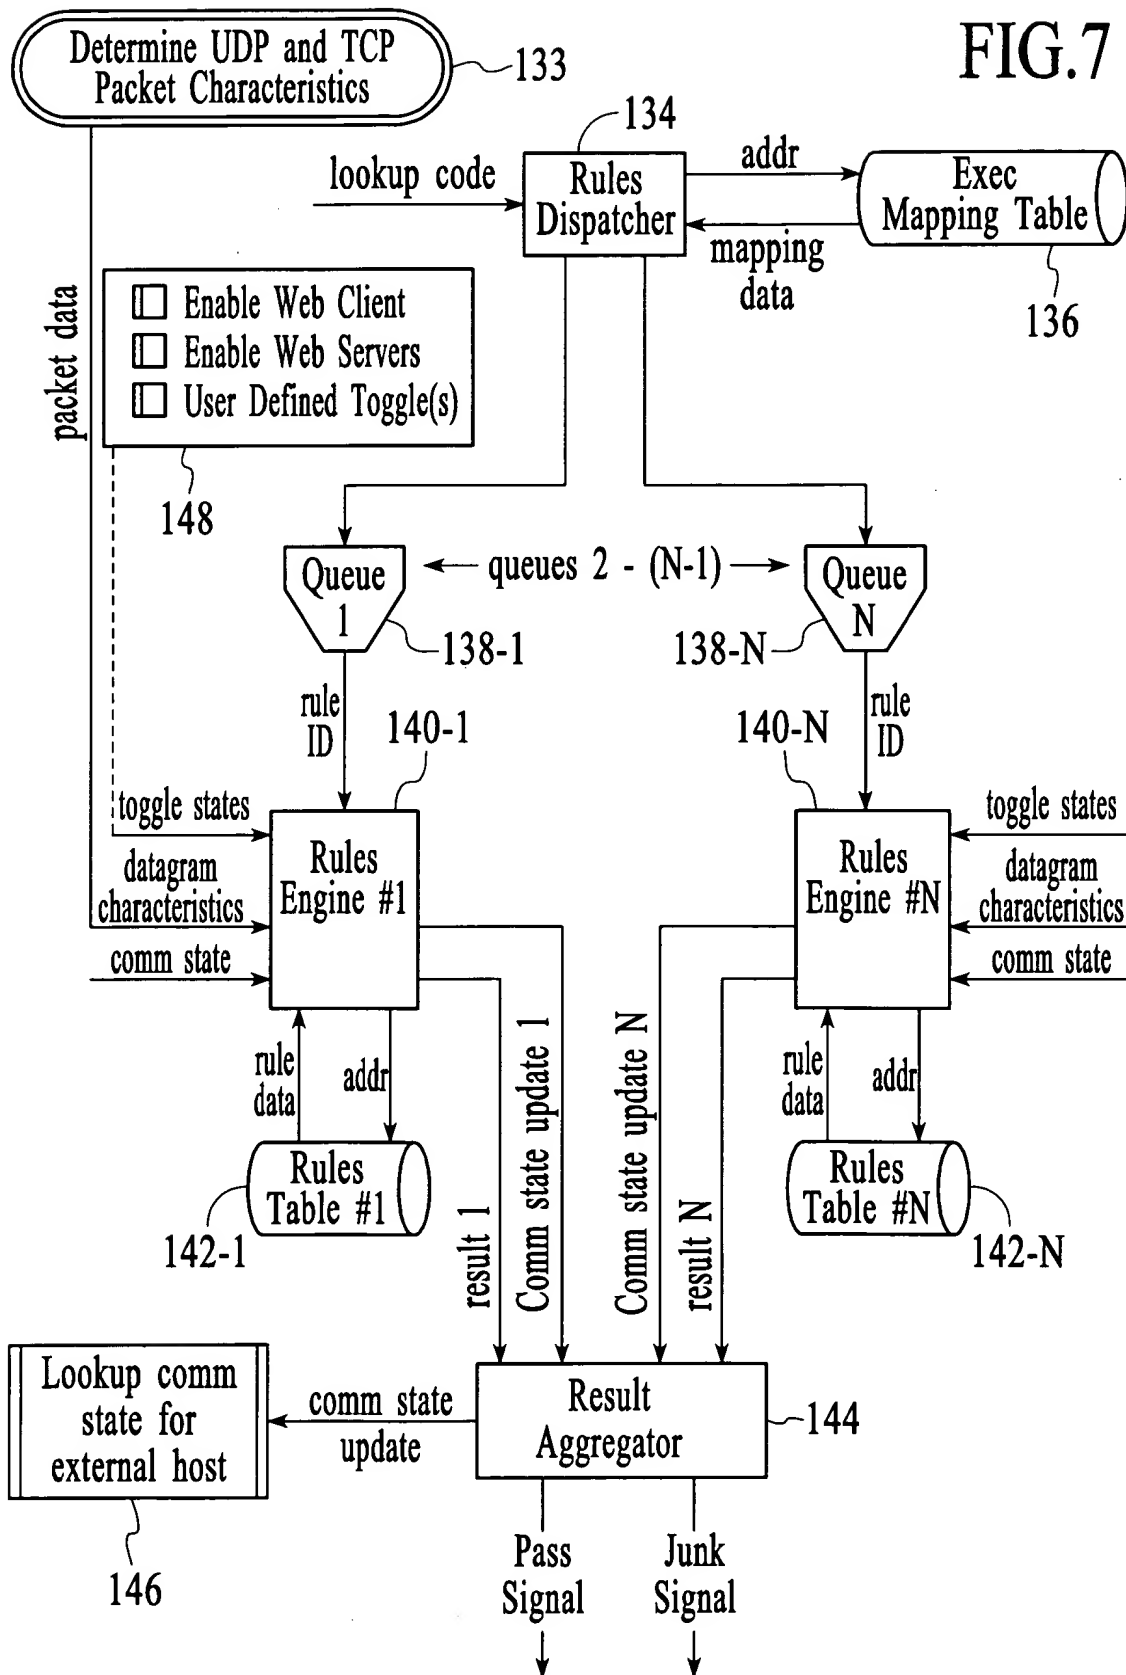 FIG.7
Determine UDP and TCP
Packet Characteristics
133
134
lookup code
Rules
Dispatcher
addr
mapping
data
Exec
Mapping Table
136
packet data
Enable Web Client
Enable Web Servers
User Defined Toggle(s)
148
Queue
1
138-1
queues 2 - (N-1)
Queue
N
138-N
rule
ID
140-1
140-N
rule
ID
toggle states
datagram
characteristics
comm state
Rules
Engine #1
Rules
Engine #N
toggle states
datagram
characteristics
comm state
rule
data
addr
Rules
Table #1
142-1
result 1
Comm state update 1
Comm state update N
result N
rule
data
addr
Rules
Table #N
142-N
Lookup comm
state for
external host
146
comm state
update
Result
Aggregator
144
Pass
Signal
Junk
Signal